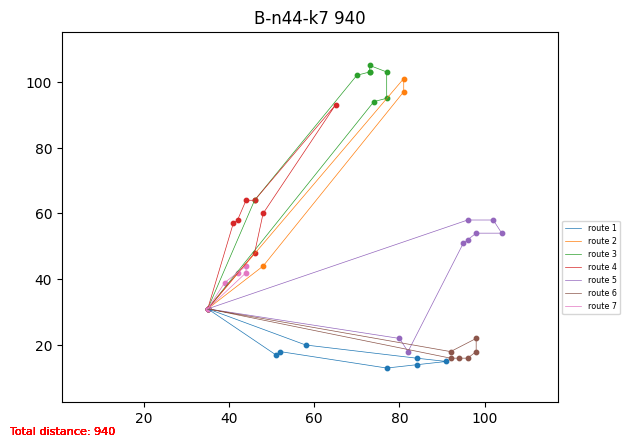 B-n44-k7 940
100
80
60
40
20
20
40
60
80
100
route 1
route 2
route 3
route 4
route 5
route 6
route 7
Total distance: 940